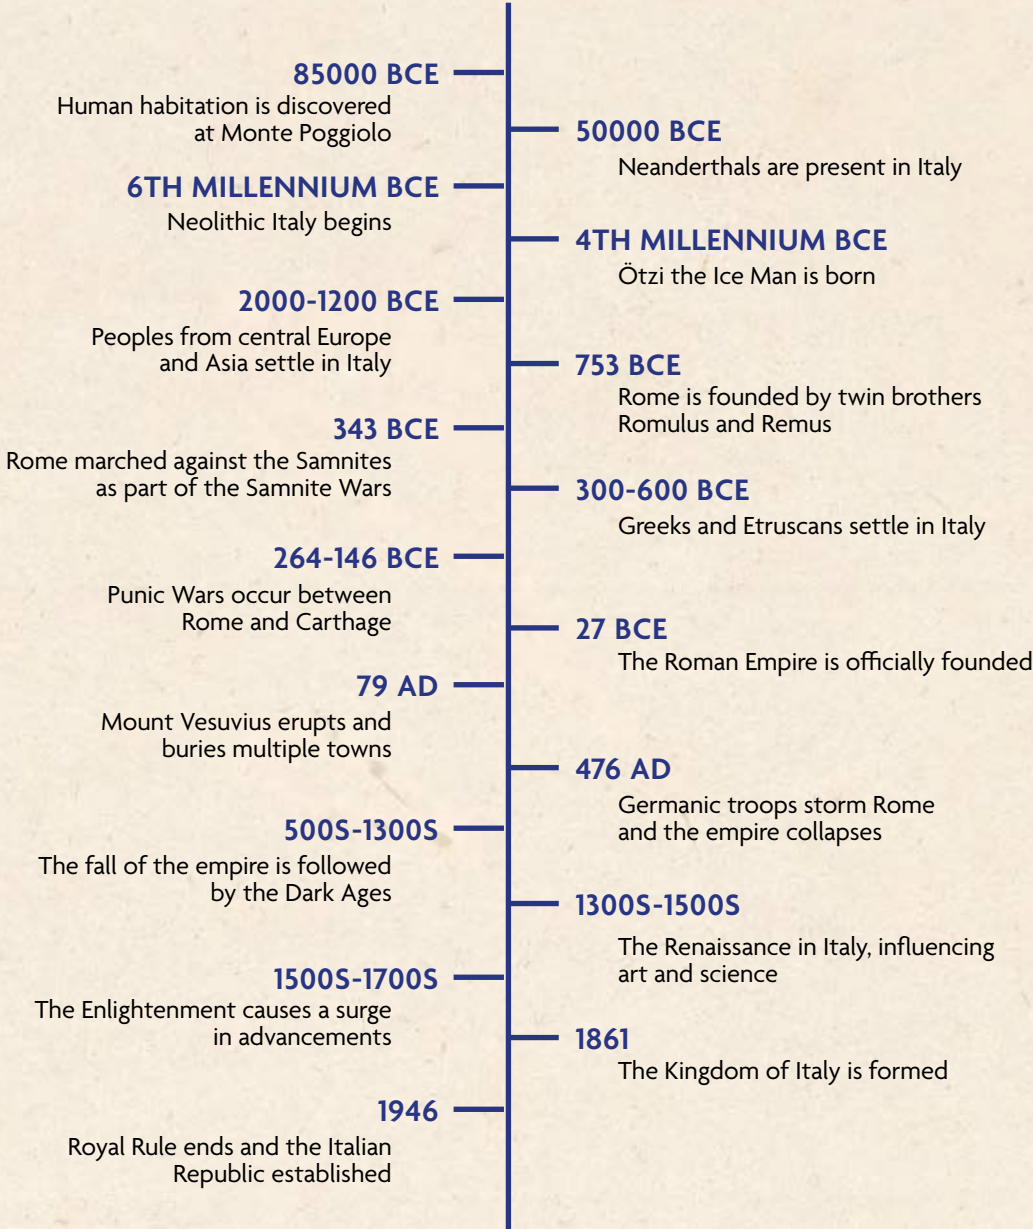 85000 BCE
Human habitation is discovered
at Monte Poggiolo
50000 BCE
Neanderthals are present in Italy
6TH MILLENNIUM BCE
Neolithic Italy begins
4TH MILLENNIUM BCE
Ötzi the Ice Man is born
2000-1200 BCE
Peoples from central Europe
and Asia settle in Italy
753 BCE
Rome is founded by twin brothers
Romulus and Remus
343 BCE
Rome marched against the Samnites
as part of the Samnite Wars
300-600 BCE
Greeks and Etruscans settle in Italy
264-146 BCE
Punic Wars occur between
Rome and Carthage
27 BCE
The Roman Empire is officially founded
79 AD
Mount Vesuvius erupts and
buries multiple towns
476 AD
Germanic troops storm Rome
and the empire collapses
500S-1300S
The fall of the empire is followed
by the Dark Ages
1300S-1500S
The Renaissance in Italy, influencing
art and science
1500S-1700S
The Enlightenment causes a surge
in advancements
1861
The Kingdom of Italy is formed
1946
Royal Rule ends and the Italian
Republic established